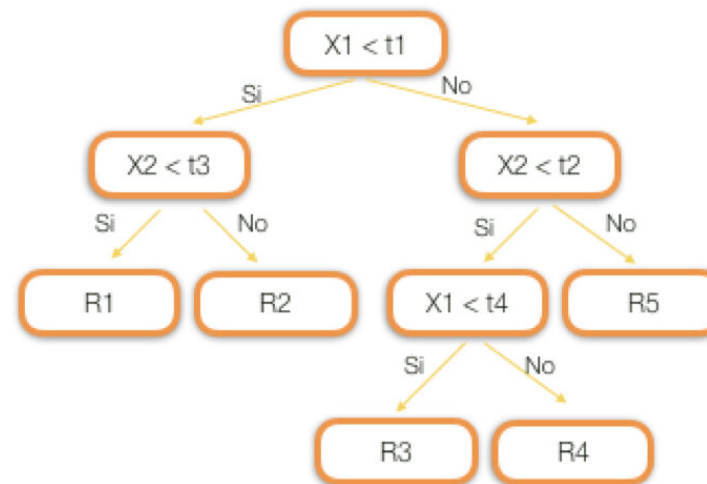 X1 < t1
Si
No
X2 < t3
X2 < t2
Si
No
Si
No
R1
R2
X1 < t4
R5
Si
No
R3
R4